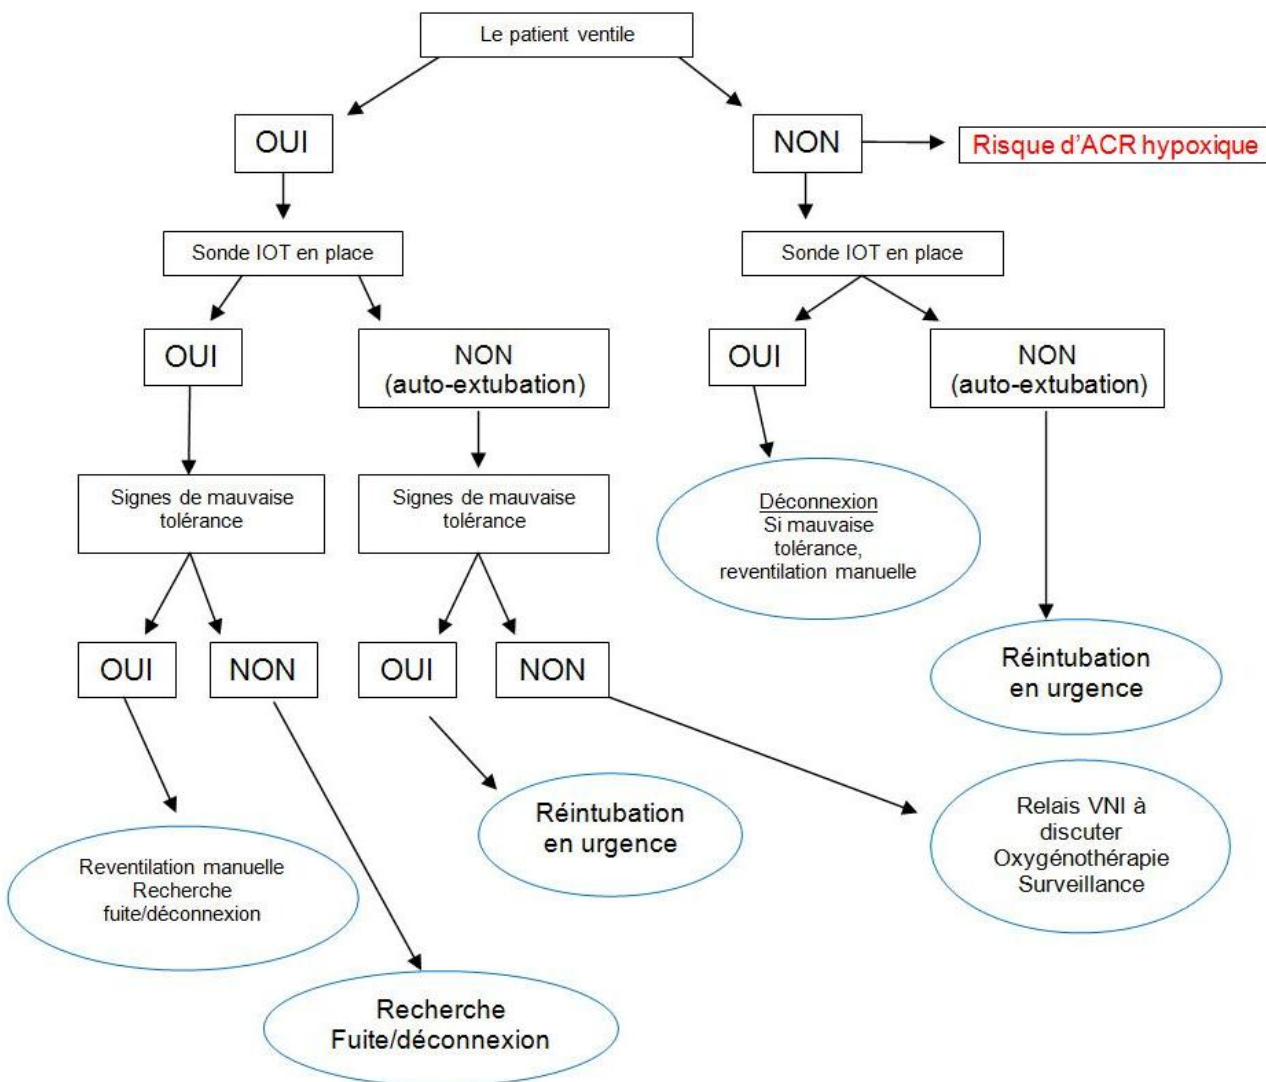 Le patient ventile
OUI
NON
Risque d'ACR hypoxique
Sonde IOT en place
Sonde IOT en place
OUI
NON
(auto-extubation)
OUI
NON
(auto-extubation)
Signes de mauvaise
tolérance
Signes de mauvaise
tolérance
Déconnexion
Si mauvaise
tolérance,
reventilation manuelle
OUI
NON
OUI
NON
Réintubation
en urgence
Réintubation
en urgence
Relais VNI à
discuter
Oxygénothérapie
Surveillance
Reventilation manuelle
Recherche
fuite/déconnexion
Recherche
Fuite/déconnexion